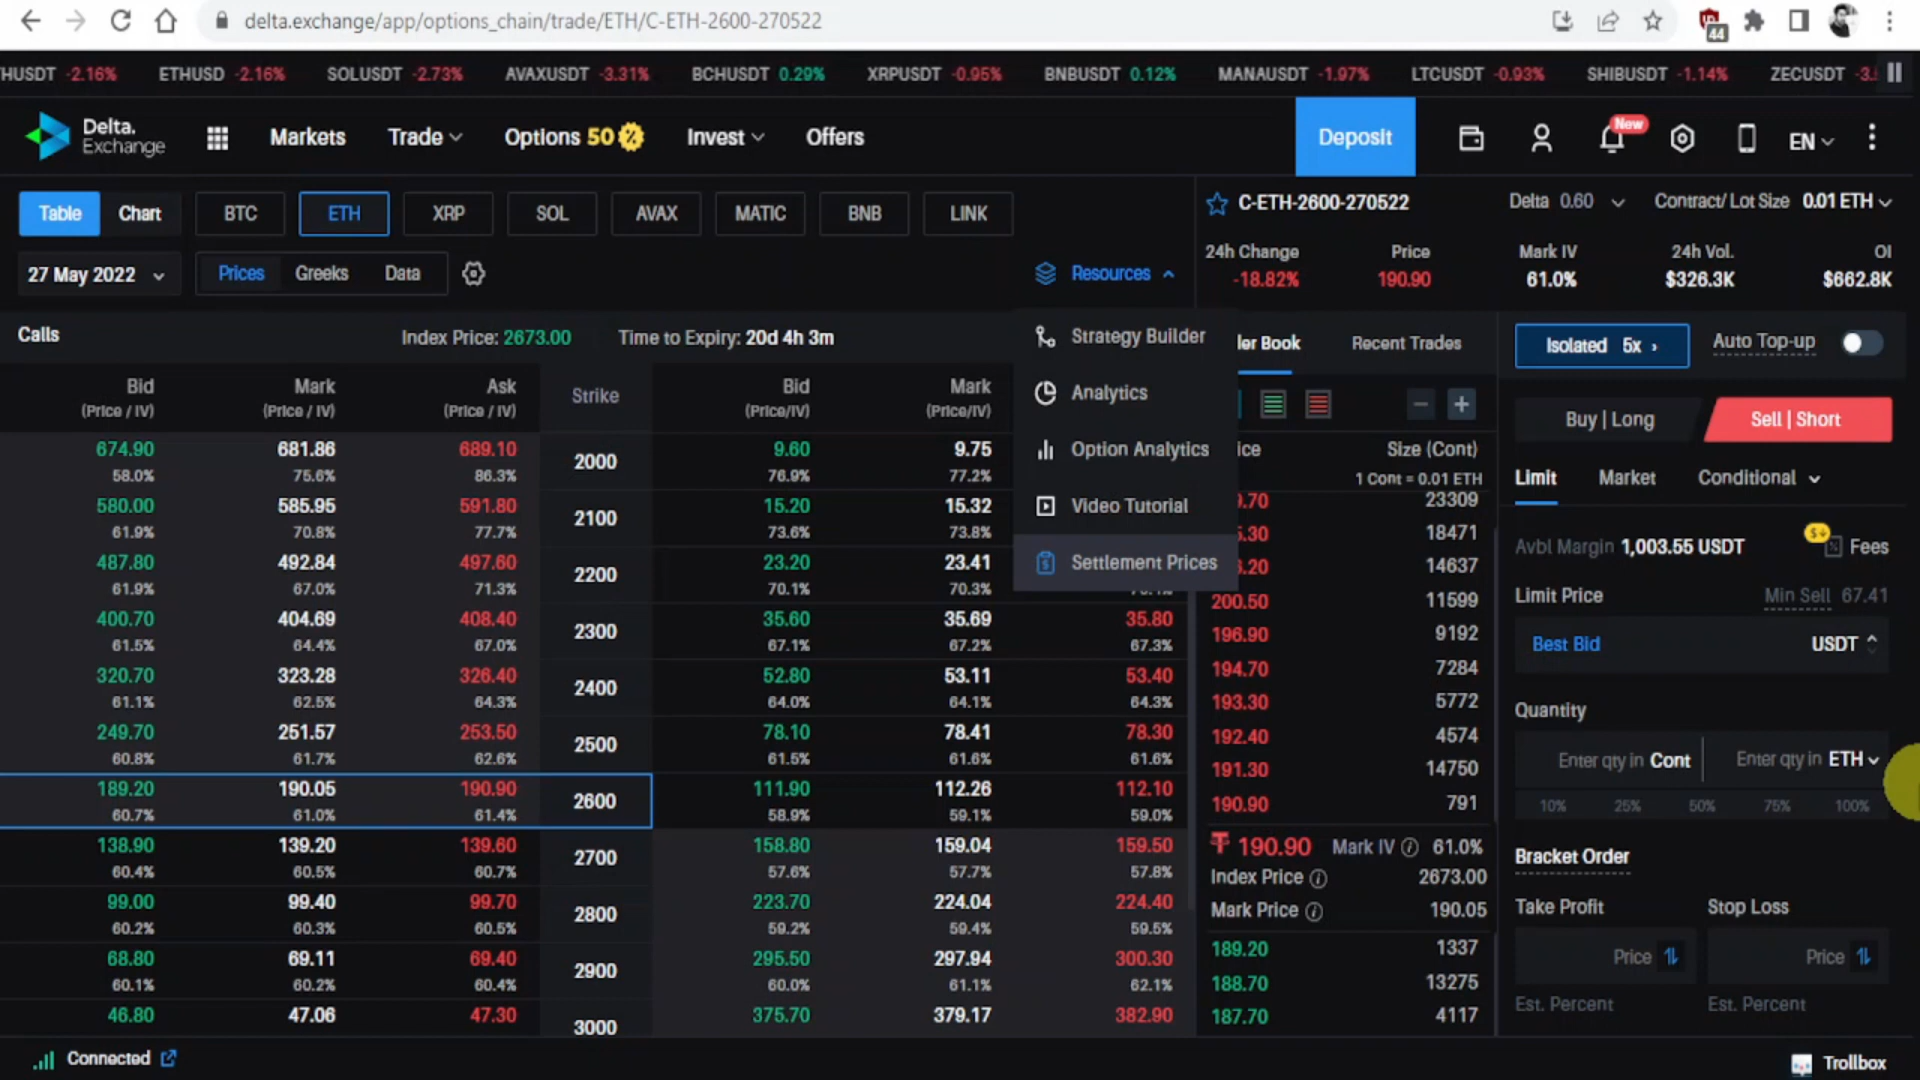 delta.exchange/app/options_chain/trade/ETH/C-ETH-2600-270522
44
HUSDT -2.16% ETHUSD -2.16% SOLUSDT -2.73% AVAXUSDT -3.31% BCHUSDT 0.29% XRPUSDT -0.95% BNBUSDT 0.12% MANAUSDT -1.97% LTCUSDT -0.93% SHIBUSDT -1.14% ZECUSDT
Delta. Exchange Markets Trade Options 50% Invest Offers Deposit New EN
Table Chart BTC ETH XRP SOL AVAX MATIC BNB LINK
27 May 2022 Prices Greeks Data Resources
Calls Index Price: 2673.00 Time to Expiry: 20d 4h 3m
Bid Mark Ask Strike Bid Mark
(Price / IV) (Price / IV) (Price / IV) (Price/IV) (Price/IV)
674.90 681.86 689.10 2000 9.60 9.75
58.0% 75.6% 86.3% 76.9% 77.2%
580.00 585.95 591.80 2100 15.20 15.32
61.9% 70.8% 77.7% 73.6% 73.8%
487.80 492.84 497.60 2200 23.20 23.41
61.9% 67.0% 71.3% 70.1% 70.3%
400.70 404.69 408.40 2300 35.60 35.69 35.80
61.5% 64.4% 67.0% 67.1% 67.2% 67.3%
320.70 323.28 326.40 2400 52.80 53.11 53.40
61.1% 62.5% 64.3% 64.0% 64.1% 64.3%
249.70 251.57 253.50 2500 78.10 78.41 78.30
60.8% 61.7% 62.6% 61.5% 61.6% 61.6%
189.20 190.05 190.90 2600 111.90 112.26 112.10
60.7% 61.0% 61.4% 58.9% 59.1% 59.0%
138.90 139.20 139.60 2700 158.80 159.04 159.50
60.4% 60.5% 60.7% 57.6% 57.7% 57.8%
99.00 99.40 99.70 2800 223.70 224.04 224.40
60.2% 60.3% 60.5% 59.2% 59.4% 59.5%
68.80 69.11 69.40 2900 295.50 297.94 300.30
60.1% 60.2% 60.4% 60.0% 61.1% 62.1%
46.80 47.06 47.30 3000 375.70 379.17 382.90
Strategy Builder
Analytics
Option Analytics
Video Tutorial
Settlement Prices
C-ETH-2600-270522 Delta 0.60 Contract/ Lot Size 0.01 ETH
24h Change Price Mark IV 24h Vol. OI
-18.82% 190.90 61.0% $326.3K $662.8K
der Book Recent Trades
ice Size (Cont)
1 Cont = 0.01 ETH
9.70 23309
5.30 18471
.20 14637
200.50 11599
196.90 9192
194.70 7284
193.30 5772
192.40 4574
191.30 14750
190.90 791
190.90 Mark IV 61.0%
Index Price 2673.00
Mark Price 190.05
189.20 1337
188.70 13275
187.70 4117
Isolated 5x Auto Top-up
Buy | Long Sell | Short
Limit Market Conditional
Avbl Margin 1,003.55 USDT Fees
Limit Price Min Sell 67.41
Best Bid USDT
Quantity
Enter qty in Cont Enter qty in ETH
10% 25% 50% 75% 100%
Bracket Order
Take Profit Stop Loss
Price Price
Est. Percent Est. Percent
Connected Trollbox